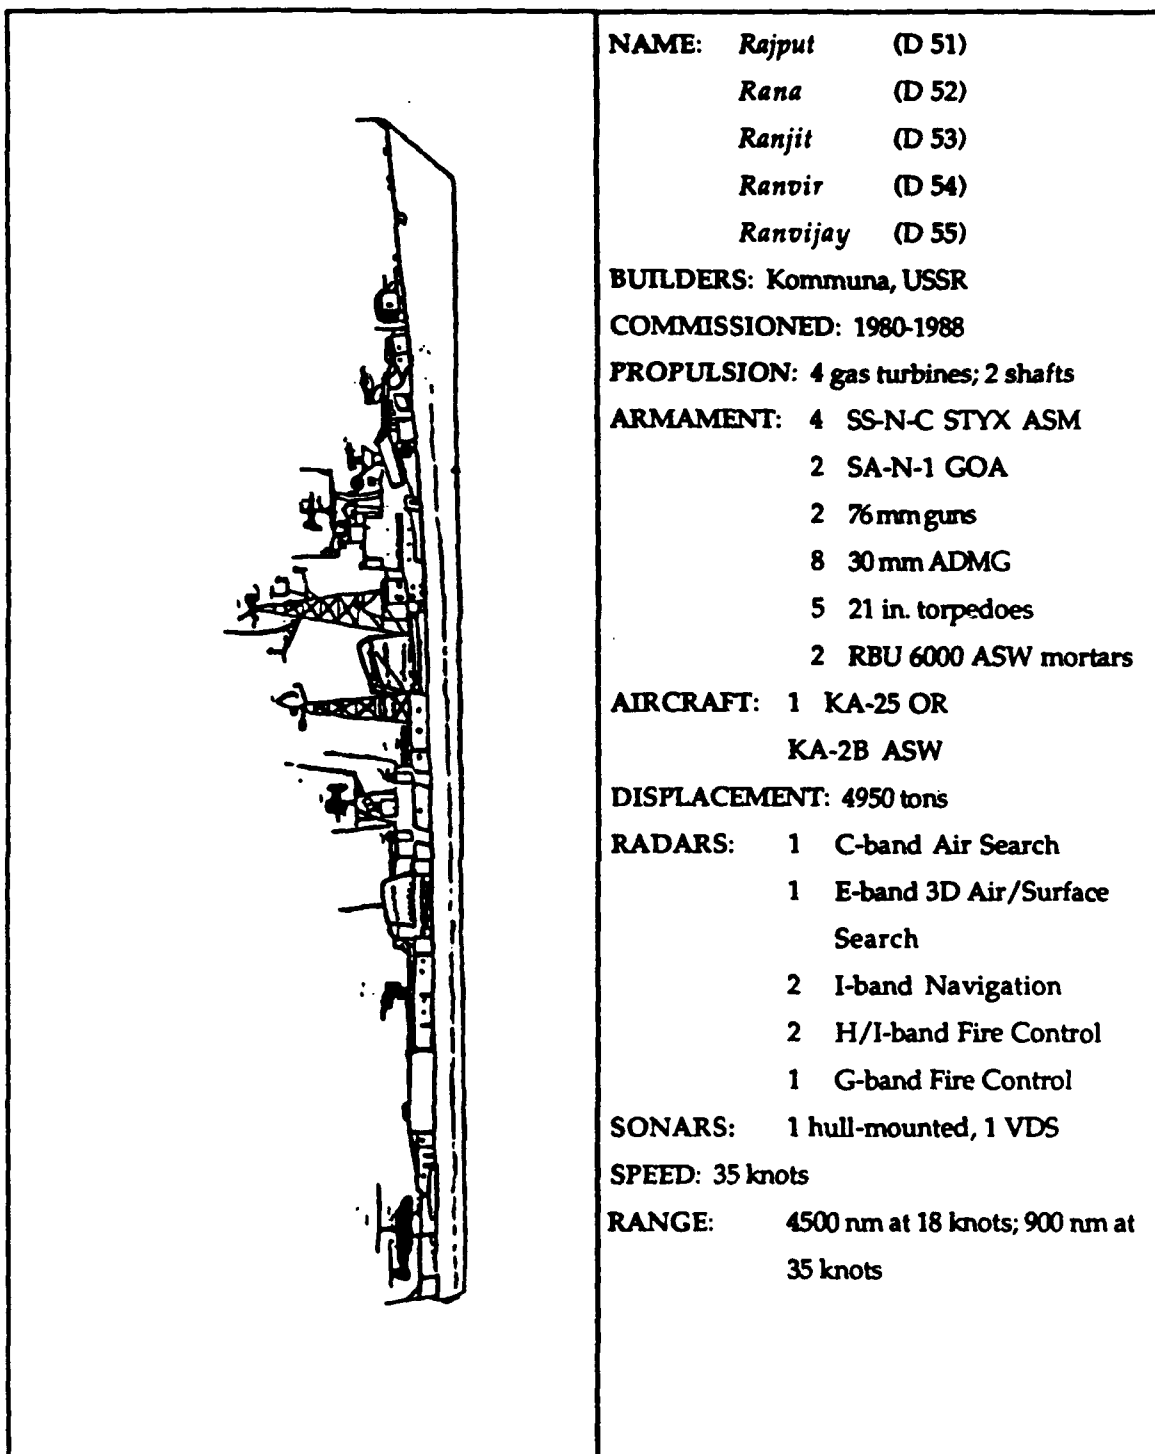 NAME: Rajput (D 51)
Rana (D 52)
Ranjit (D 53)
Ranvir (D 54)
Ranvijay (D 55)
BUILDERS: Kommuna, USSR
COMMISSIONED: 1980-1988
PROPULSION: 4 gas turbines; 2 shafts
ARMAMENT: 4 SS-N-C STYX ASM
2 SA-N-1 GOA
2 76 mm guns
8 30 mm ADMG
5 21 in. torpedoes
2 RBU 6000 ASW mortars
AIRCRAFT: 1 KA-25 OR
KA-2B ASW
DISPLACEMENT: 4950 tons
RADARS: 1 C-band Air Search
1 E-band 3D Air/Surface
Search
2 I-band Navigation
2 H/I-band Fire Control
1 G-band Fire Control
SONARS: 1 hull-mounted, 1 VDS
SPEED: 35 knots
RANGE: 4500 nm at 18 knots; 900 nm at
35 knots